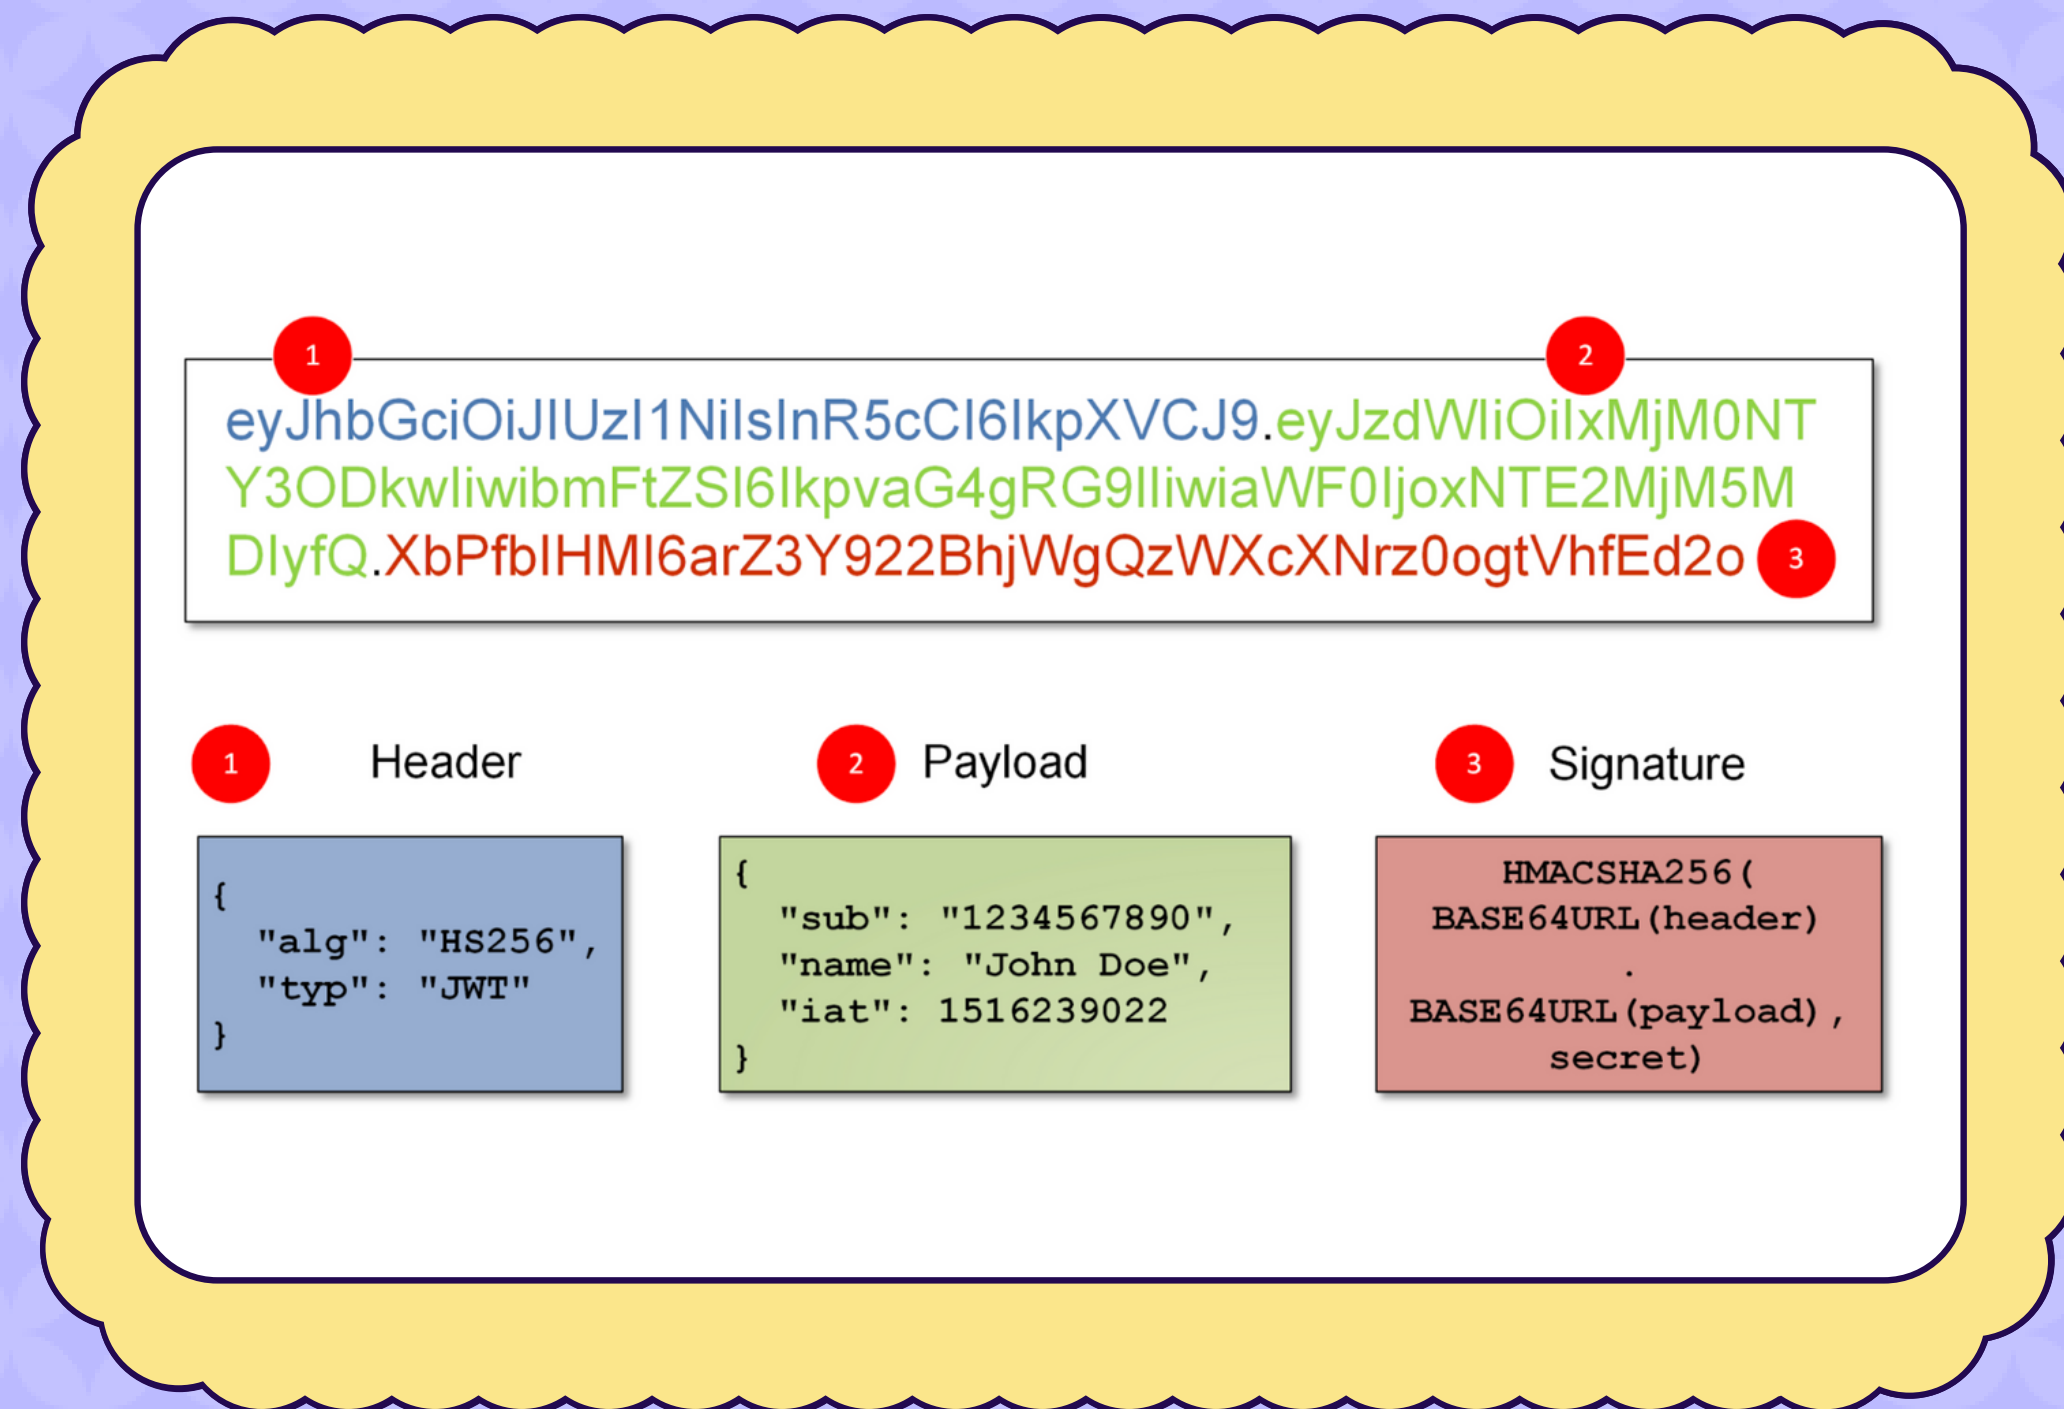 1
2
eyJhbGciOiJIUzI1NiIsInR5cCI6IkpXVCJ9.eyJzdWIiOiIxMjM0NT
Y3ODkwIiwibmFtZSI6IkpvaG4gRG9lIiwiaWF0IjoxNTE2MjM5M
DIyfQ.XbPfbIHMI6arZ3Y922BhjWgQzWXcXNrz0ogtVhfEd2o 3
1 Header
2 Payload
3 Signature
{
"alg": "HS256",
"typ": "JWT"
}
{
"sub": "1234567890",
"name": "John Doe",
"iat": 1516239022
}
HMACSHA256(
BASE64URL(header)
.
BASE64URL(payload),
secret)